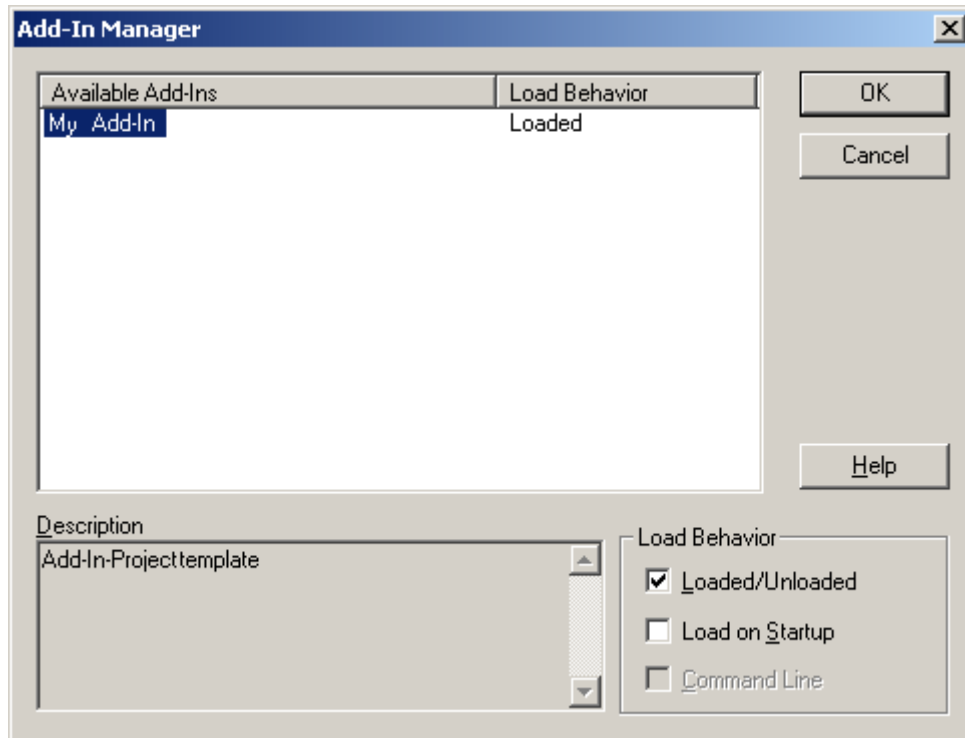 Add-In Manager
Available Add-Ins Load Behavior
My Add-In Loaded
OK
Cancel
Help
Description
Add-In-Projecttemplate
Load Behavior
Loaded/Unloaded
Load on Startup
Command Line